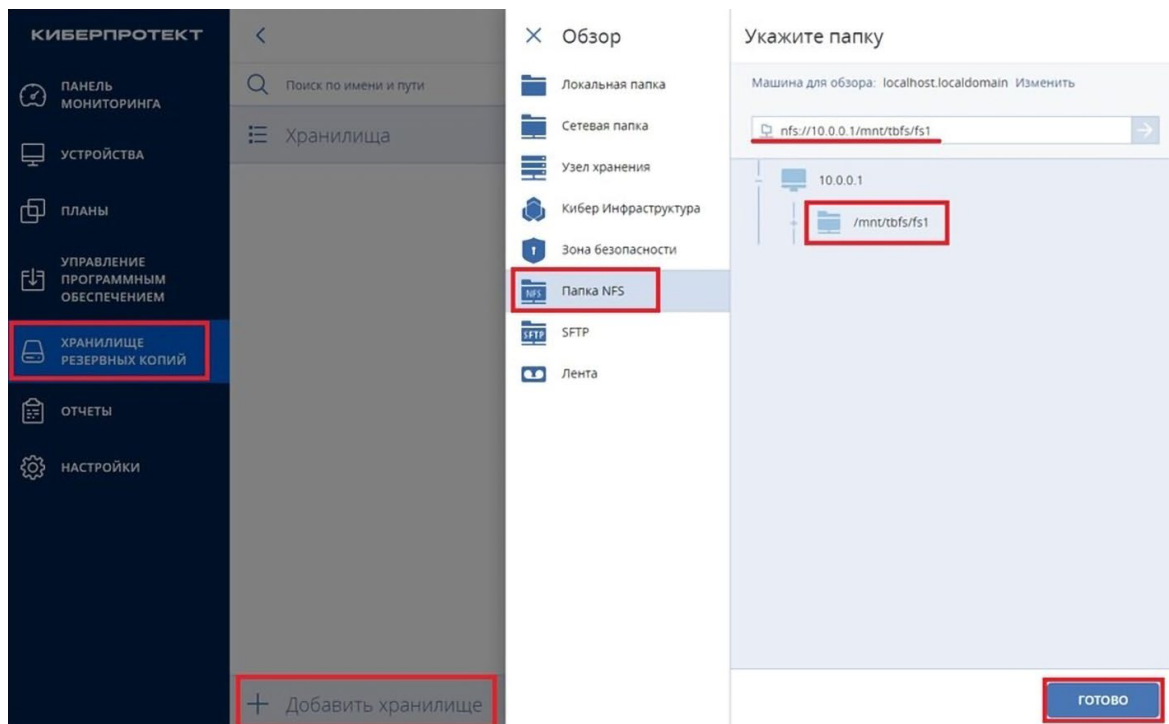 КИБЕРПРОТЕКТ
ПАНЕЛЬ
МОНИТОРИНГА
УСТРОЙСТВА
ПЛАНЫ
УПРАВЛЕНИЕ
ПРОГРАММНЫМ
ОБЕСПЕЧЕНИЕМ
ХРАНИЛИЩЕ
РЕЗЕРВНЫХ КОПИЙ
ОТЧЕТЫ
НАСТРОЙКИ
Поиск по имени и пути
Хранилища
Добавить хранилище
Обзор
Локальная папка
Сетевая папка
Узел хранения
Кибер Инфраструктура
Зона безопасности
NFS Папка NFS
SFTP SFTP
Лента
Укажите папку
Машина для обзора: localhost.localdomain Изменить
nfs://10.0.0.1/mnt/tbfs/fs1
10.0.0.1
/mnt/tbfs/fs1
ГОТОВО